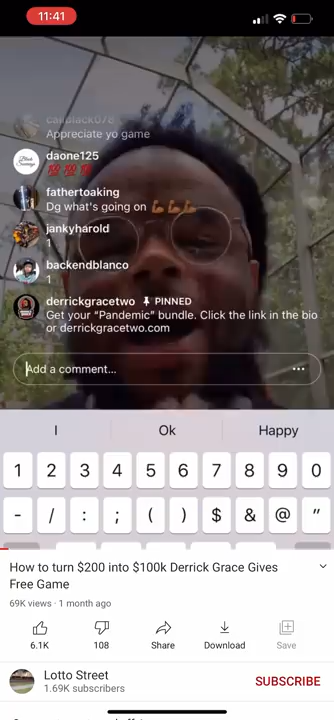 11:41
callblack078
Appreciate yo game
daone125
💯💯💯
fathertoaking
Dg what's going on 💪🏾💪🏾💪🏾
jankyharold
1
backendblanco
1
derrickgracetwo PINNED
Get your "Pandemic" bundle. Click the link in the bio
or derrickgracetwo.com
Add a comment...
I Ok Happy
1 2 3 4 5 6 7 8 9 0
- / : ; ( ) $ & @ "
How to turn $200 into $100k Derrick Grace Gives
Free Game
69K views · 1 month ago
6.1K 108 Share Download Save
Lotto Street
1.69K subscribers
SUBSCRIBE